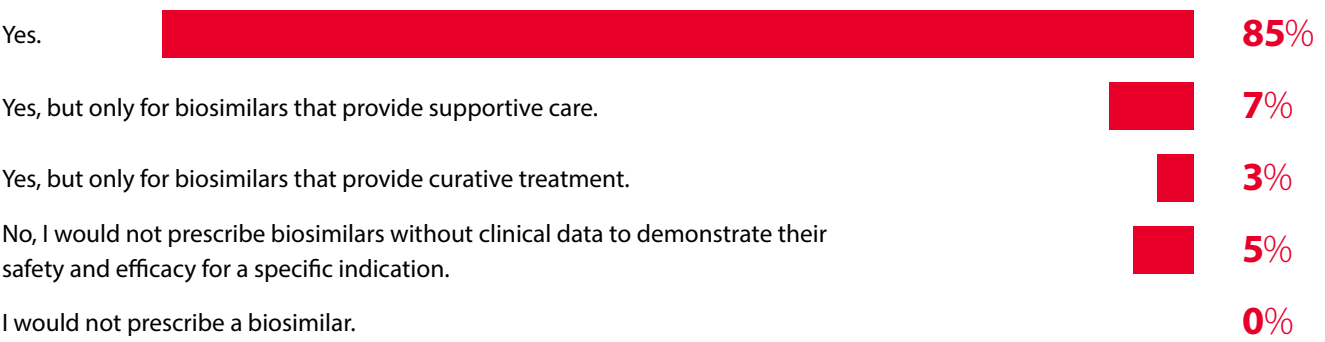 Yes. 85%
Yes, but only for biosimilars that provide supportive care. 7%
Yes, but only for biosimilars that provide curative treatment. 3%
No, I would not prescribe biosimilars without clinical data to demonstrate their
safety and efficacy for a specific indication. 5%
I would not prescribe a biosimilar. 0%